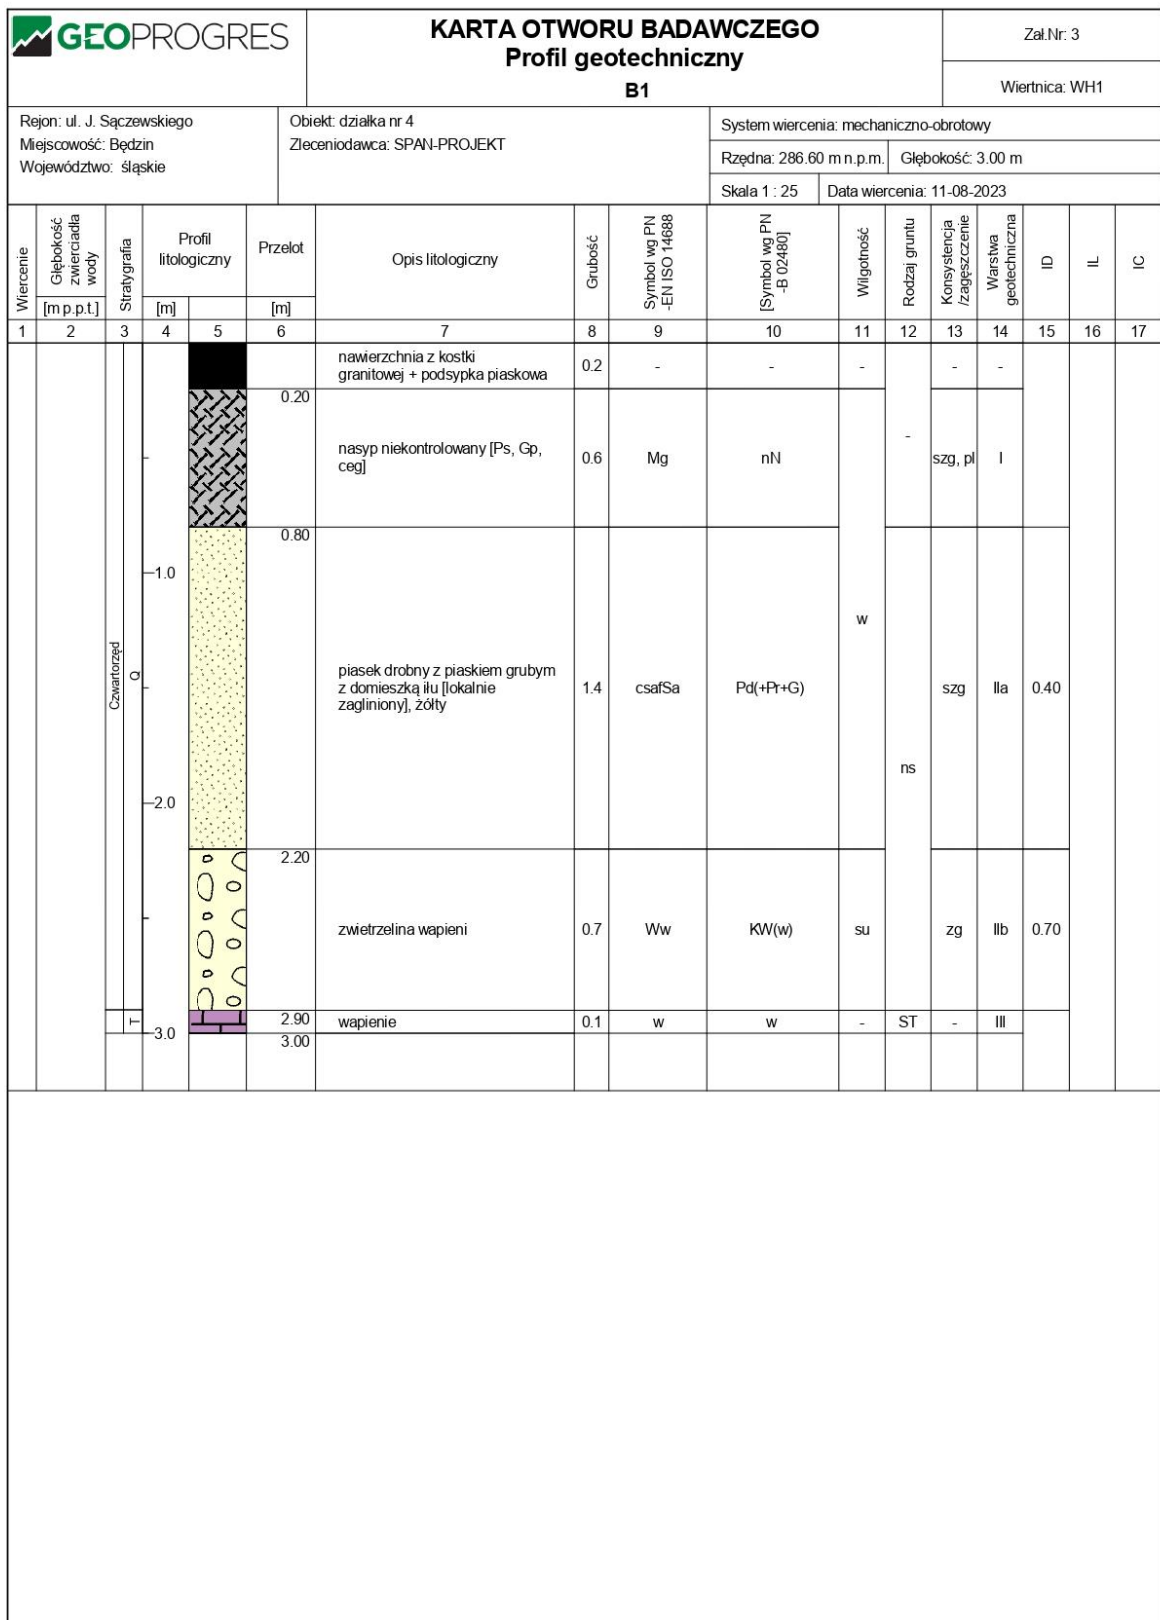 GEOPROGRES
KARTA OTWORU BADAWCZEGO
Profil geotechniczny
B1
Zał.Nr: 3
Wiertnica: WH1
Rejon: ul. J. Sączewskiego
Miejscowość: Będzin
Województwo: śląskie
Obiekt: działka nr 4
Zleceniodawca: SPAN-PROJEKT
System wiercenia: mechaniczno-obrotowy
Rzędna: 286.60 m n.p.m. Głębokość: 3.00 m
Skala 1 : 25 Data wiercenia: 11-08-2023
Wiercenie
Głębokość
zwierciadła
wody
[m p.p.t.]
Stratygrafia
Profil
litologiczny
[m]
Przelot
[m]
Opis litologiczny
Grubość
Symbol wg PN
-EN ISO 14688
[Symbol wg PN
-B 02480]
Wilgotność
Rodzaj gruntu
Konsystencja
/zagęszczenie
Warstwa
geotechniczna
ID
IL
IC
1 2 3 4 5 6 7 8 9 10 11 12 13 14 15 16 17
nawierzchnia z kostki
granitowej + podsypka piaskowa
0.2 - - - - -
0.20
nasyp niekontrolowany [Ps, Gp,
ceg]
0.6 Mg nN - szg, pl I
0.80
1.0
w
Czwartorzęd
Q
piasek drobny z piaskiem grubym
z domieszką iłu [lokalnie
zagliniony], żółty
1.4 csafSa Pd(+Pr+G) szg IIa 0.40
ns
2.0
2.20
zwietrzelina wapieni 0.7 Ww KW(w) su zg IIb 0.70
T 2.90 wapienie 0.1 w w - ST - III
3.0
3.00